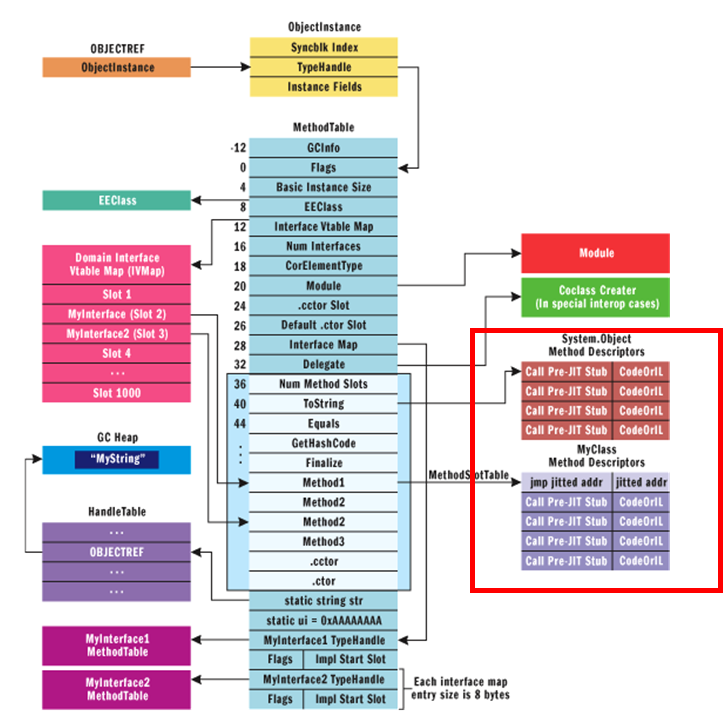 ObjectInstance
Syncblk Index
TypeHandle
Instance Fields
OBJECTREF
ObjectInstance
MethodTable
-12 GCInfo
0 Flags
4 Basic Instance Size
8 EEClass
12 Interface Vtable Map
16 Num Interfaces
18 CorElementType
20 Module
24 .cctor Slot
26 Default .ctor Slot
28 Interface Map
32 Delegate
36 Num Method Slots
40 ToString
44 Equals
. GetHashCode
. Finalize
. Method1
Method2
Method2
Method3
.cctor
.ctor
static string str
static ui = 0xAAAAAAAA
MyInterface1 TypeHandle
Flags Impl Start Slot
MyInterface2 TypeHandle
Flags Impl Start Slot
EEClass
Domain Interface
Vtable Map (IVMap)
Slot 1
MyInterface (Slot 2)
MyInterface2 (Slot 3)
Slot 4
...
Slot 1000
GC Heap
“MyString”
HandleTable
...
OBJECTREF
...
...
MyInterface1
MethodTable
MyInterface2
MethodTable
Module
Coclass Creater
(In special interop cases)
System.Object
Method Descriptors
Call Pre-JIT Stub CodeOrIL
Call Pre-JIT Stub CodeOrIL
Call Pre-JIT Stub CodeOrIL
Call Pre-JIT Stub CodeOrIL
MyClass
Method Descriptors
MethodSlotTable
jmp jitted addr jitted addr
Call Pre-JIT Stub CodeOrIL
Call Pre-JIT Stub CodeOrIL
Call Pre-JIT Stub CodeOrIL
Call Pre-JIT Stub CodeOrIL
Each interface map
entry size is 8 bytes